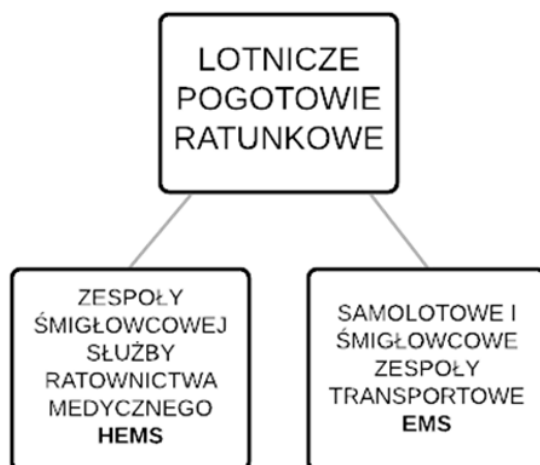 LOTNICZE
POGOTOWIE
RATUNKOWE
ZESPOŁY
ŚMIGŁOWCOWEJ
SŁUŻBY
RATOWNICTWA
MEDYCZNEGO
HEMS
SAMOLOTOWE I
ŚMIGŁOWCOWE
ZESPOŁY
TRANSPORTOWE
EMS